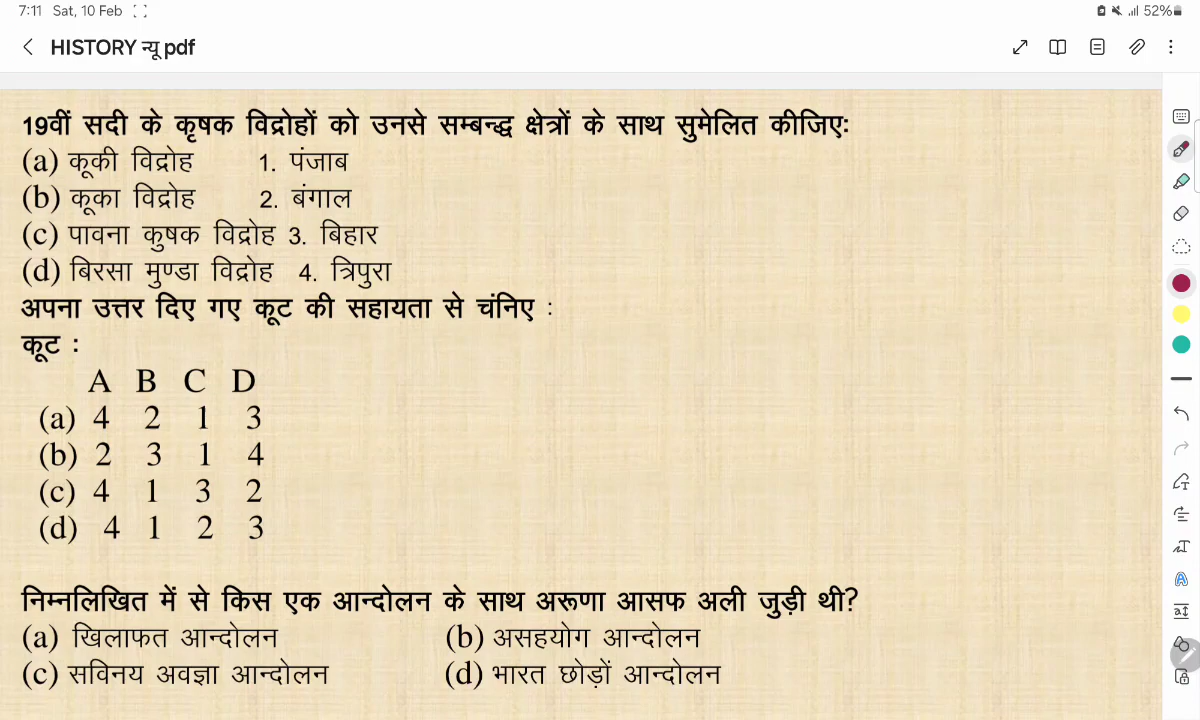 7:11 Sat, 10 Feb 52%
HISTORY न्यू pdf
19वीं सदी के कृषक विद्रोहों को उनसे सम्बन्द्ध क्षेत्रों के साथ सुमेलित कीजिएः
(a) कूकी विद्रोह 1. पंजाब
(b) कूका विद्रोह 2. बंगाल
(c) पावना कुषक विद्रोह 3. बिहार
(d) बिरसा मुण्डा विद्रोह 4. त्रिपुरा
अपना उत्तर दिए गए कूट की सहायता से चंनिए :
कूट :
A B C D
(a) 4 2 1 3
(b) 2 3 1 4
(c) 4 1 3 2
(d) 4 1 2 3
निम्नलिखित में से किस एक आन्दोलन के साथ अरूणा आसफ अली जुड़ी थी?
(a) खिलाफत आन्दोलन (b) असहयोग आन्दोलन
(c) सविनय अवज्ञा आन्दोलन (d) भारत छोड़ों आन्दोलन